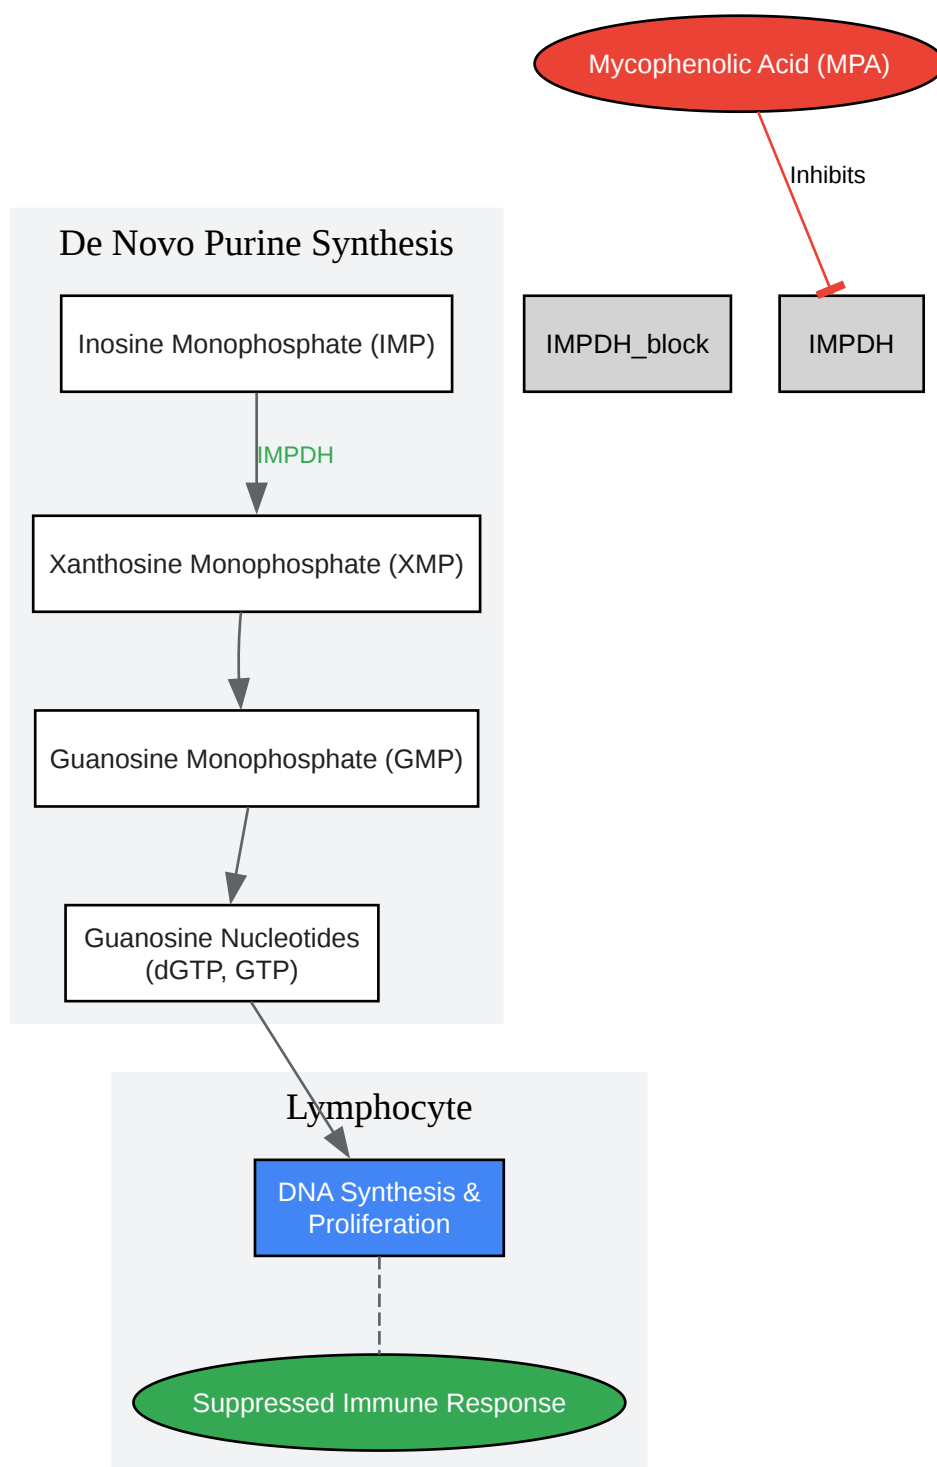 Mycophenolic Acid (MPA)
Inhibits
De Novo Purine Synthesis
Inosine Monophosphate (IMP)
IMPDH_block
IMPDH
IMPDH
Xanthosine Monophosphate (XMP)
Guanosine Monophosphate (GMP)
Guanosine Nucleotides
(dGTP, GTP)
Lymphocyte
DNA Synthesis &
Proliferation
Suppressed Immune Response